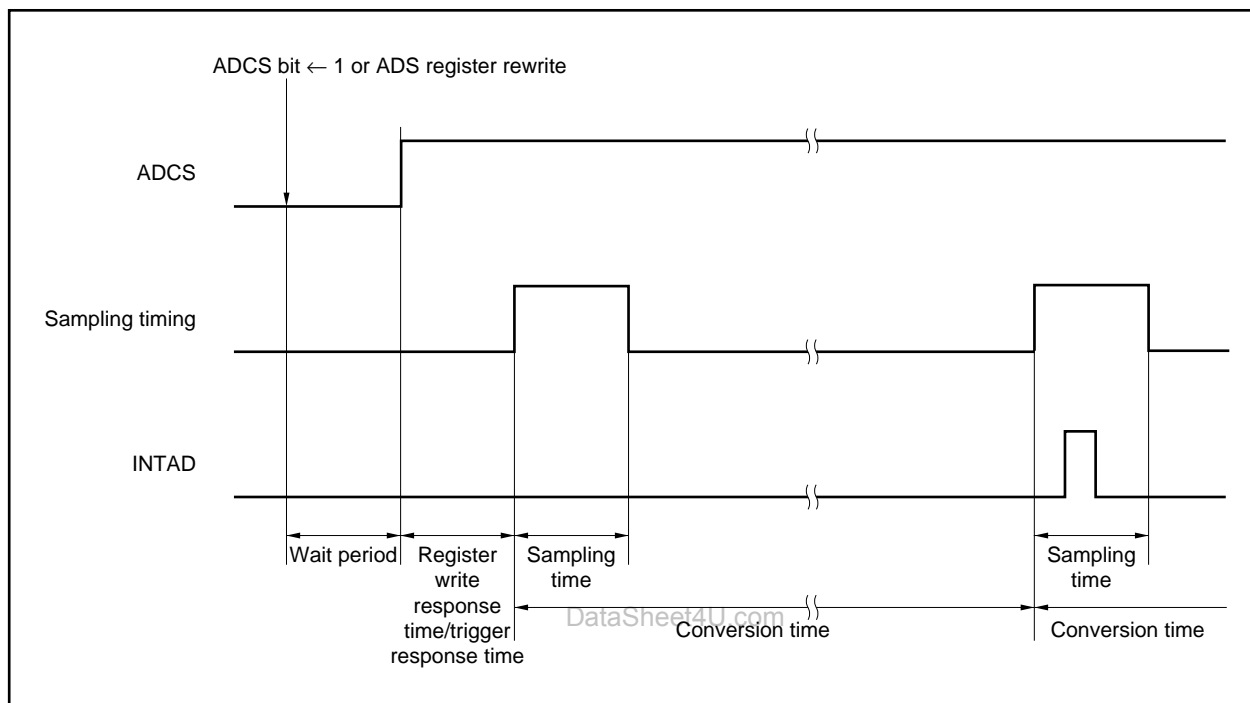 ADCS bit ← 1 or ADS register rewrite
ADCS
Sampling timing
INTAD
Wait period
Register
write
response
time/trigger
response time
Sampling
time
Sampling
time
DataSheet4U.com
Conversion time
Conversion time